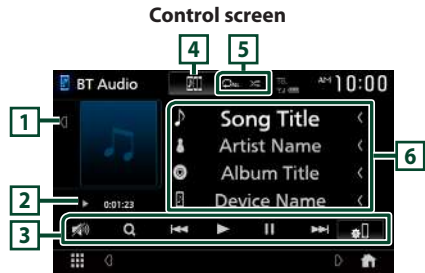 Control screen
4
5
BT Audio
AM 10:00
1
Song Title
Artist Name
6
Album Title
2
0:01:23
Device Name
3